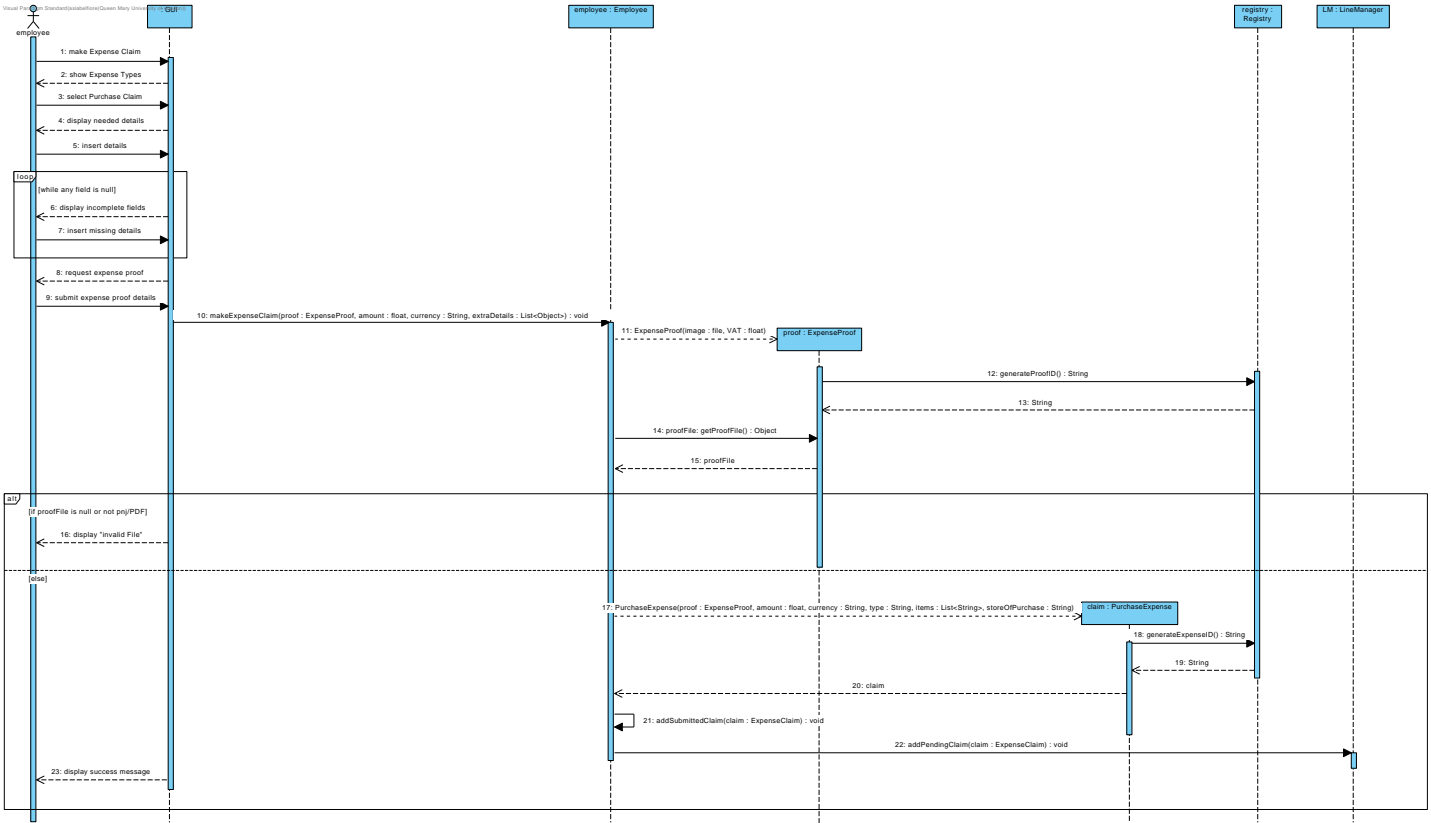 Visual Paradigm Standard(asiabelfiore(Queen Mary University
: GUI
employee : Employee
registry :
Registry
LM : LineManager
employee
1: make Expense Claim
2: show Expense Types
3: select Purchase Claim
4: display needed details
5: insert details
loop
[while any field is null]
6: display incomplete fields
7: insert missing details
8: request expense proof
9: submit expense proof details
10: makeExpenseClaim(proof : ExpenseProof, amount : float, currency : String, extraDetails : List<Object>) : void
11: ExpenseProof(image : file, VAT : float)
proof : ExpenseProof
12: generateProofID() : String
13: String
14: proofFile: getProofFile() : Object
15: proofFile
alt
[if proofFile is null or not pnj/PDF]
16: display "invalid File"
[else]
17: PurchaseExpense(proof : ExpenseProof, amount : float, currency : String, type : String, items : List<String>, storeOfPurchase : String)
claim : PurchaseExpense
18: generateExpenseID() : String
19: String
20: claim
21: addSubmittedClaim(claim : ExpenseClaim) : void
22: addPendingClaim(claim : ExpenseClaim) : void
23: display success message